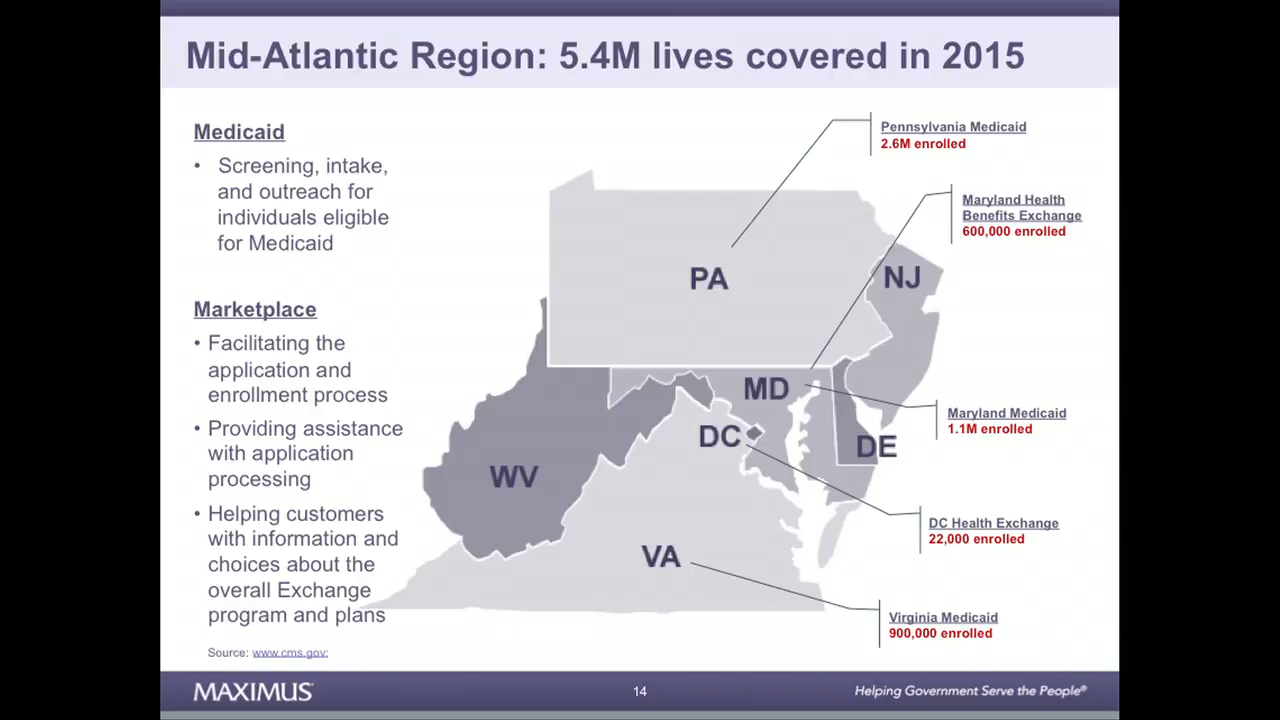 Mid-Atlantic Region: 5.4M lives covered in 2015
Medicaid
• Screening, intake,
and outreach for
individuals eligible
for Medicaid
Marketplace
• Facilitating the
application and
enrollment process
• Providing assistance
with application
processing
• Helping customers
with information and
choices about the
overall Exchange
program and plans
Source: www.cms.gov;
Pennsylvania Medicaid
2.6M enrolled
Maryland Health
Benefits Exchange
600,000 enrolled
PA
NJ
MD
Maryland Medicaid
1.1M enrolled
DC
DE
WV
DC Health Exchange
22,000 enrolled
VA
Virginia Medicaid
900,000 enrolled
MAXIMUS
14
Helping Government Serve the People®